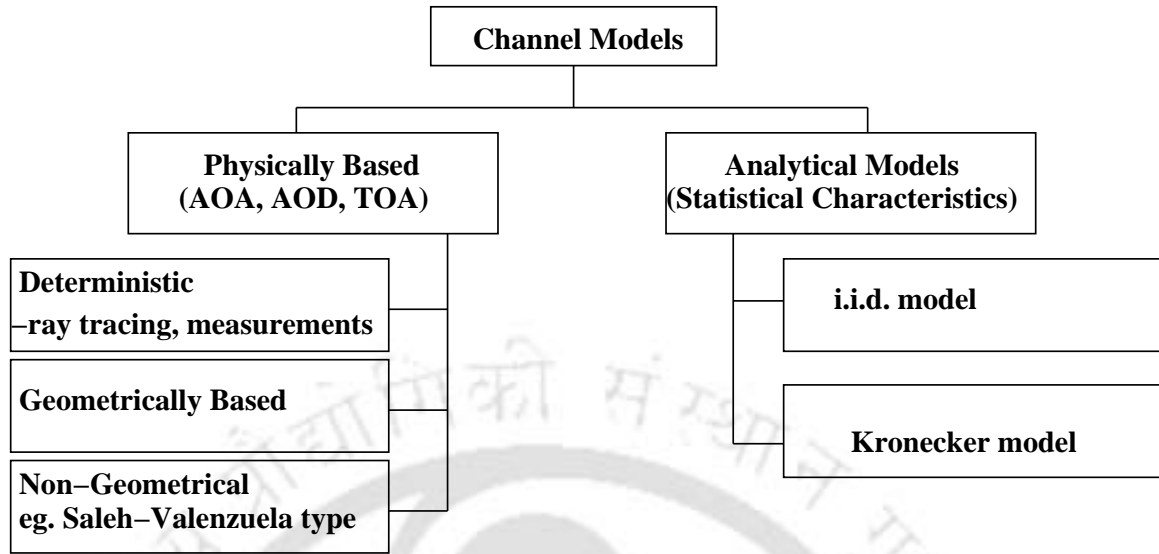 Channel Models
Physically Based
(AOA, AOD, TOA)
Analytical Models
(Statistical Characteristics)
Deterministic
−ray tracing, measurements
Geometrically Based
Non−Geometrical
eg. Saleh−Valenzuela type
i.i.d. model
Kronecker model
प्रौद्योगिकी संस्थान